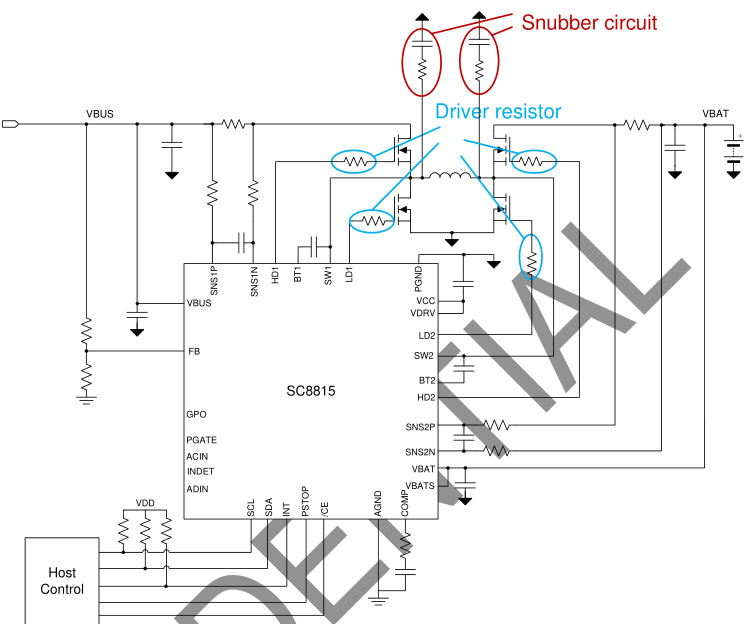 Snubber circuit
VBUS
Driver resistor
VBAT
+
SNS1P
SNS1N
HD1
BT1
SW1
LD1
PGND
VBUS
VCC
VDRV
LD2
FB
SW2
SC8815
BT2
HD2
GPO
SNS2P
PGATE
SNS2N
ACIN
INDET
VBAT
ADIN
VBATS
VDD
SCL
SDA
INT
PSTOP
/CE
AGND
COMP
Host
Control
DENTIAL